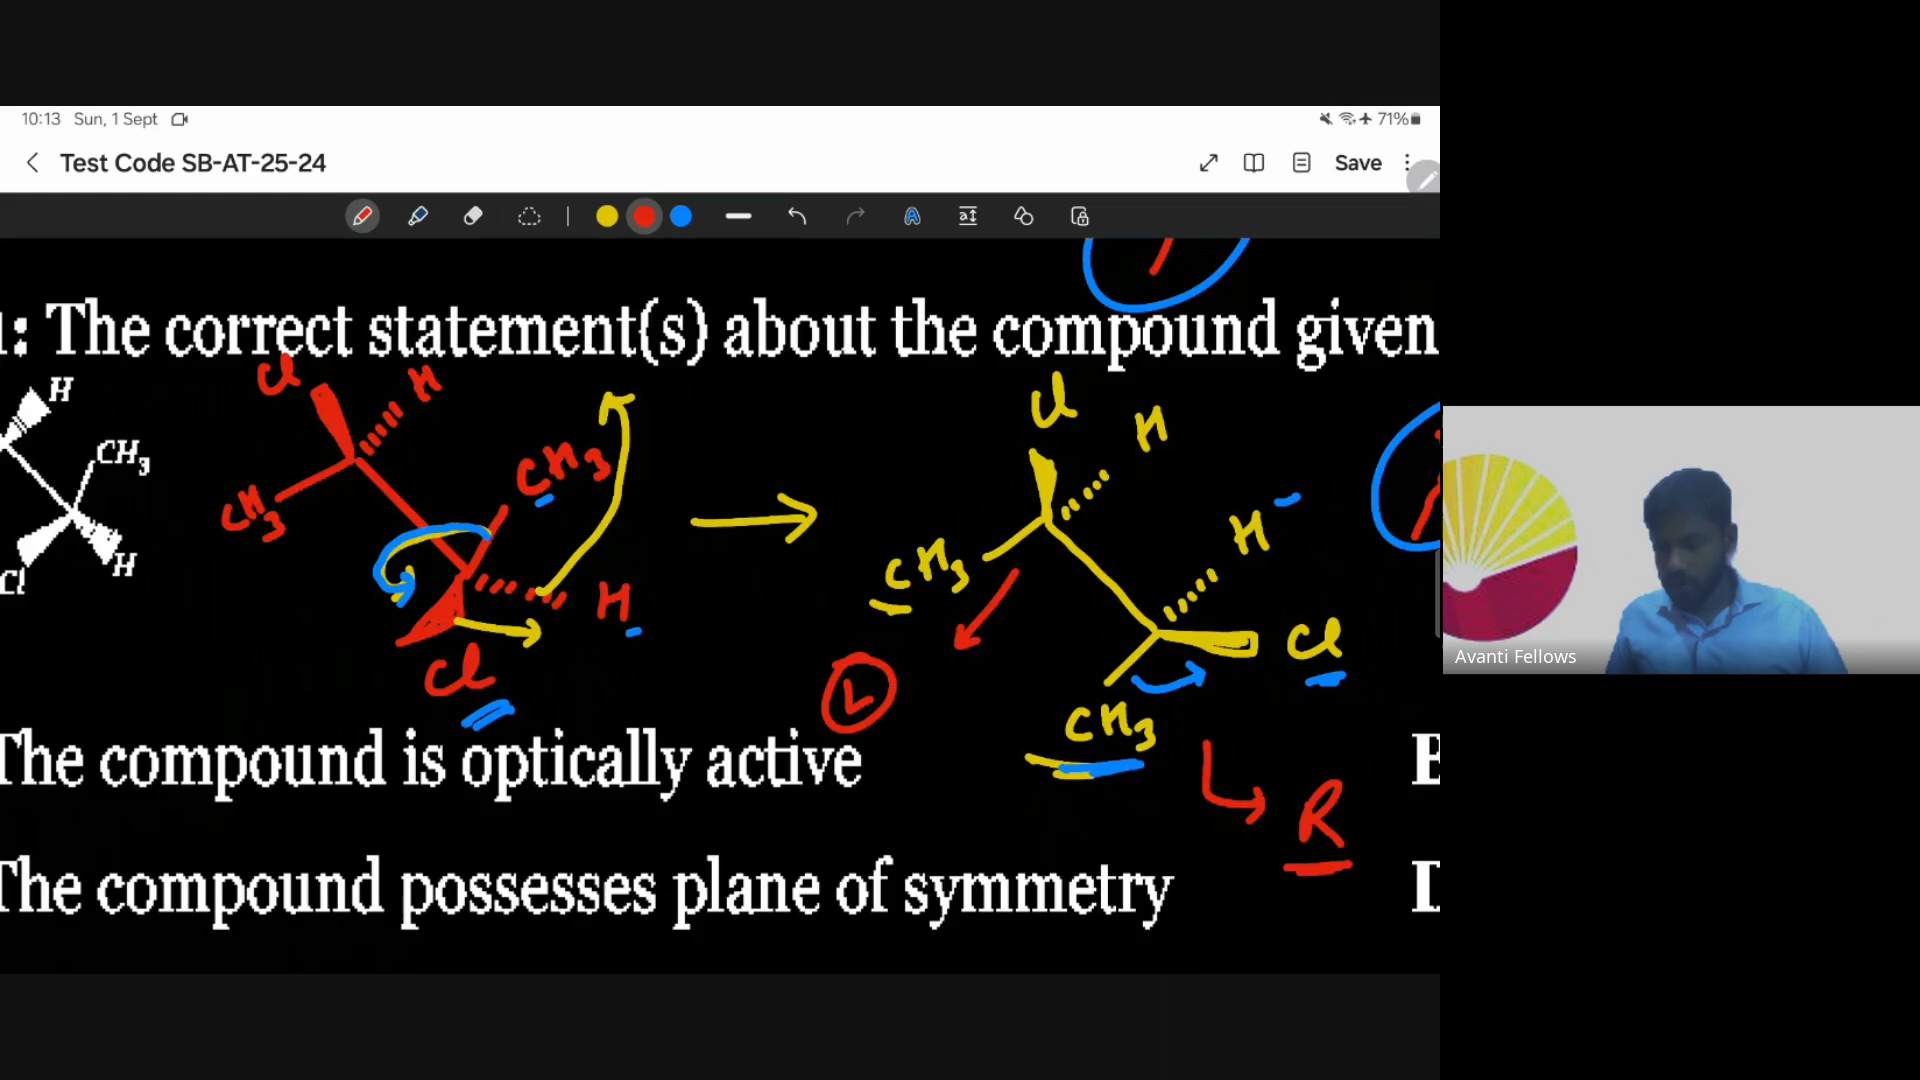 10:13 Sun, 1 Sept 71%
Test Code SB-AT-25-24 Save
1: The correct statement(s) about the compound given
H
CH3
Cl
H
Cl H
CH3
CH3
H
Cl
Cl H
H
CH3
Cl
CH3
L
R
The compound is optically active
The compound possesses plane of symmetry
Avanti Fellows